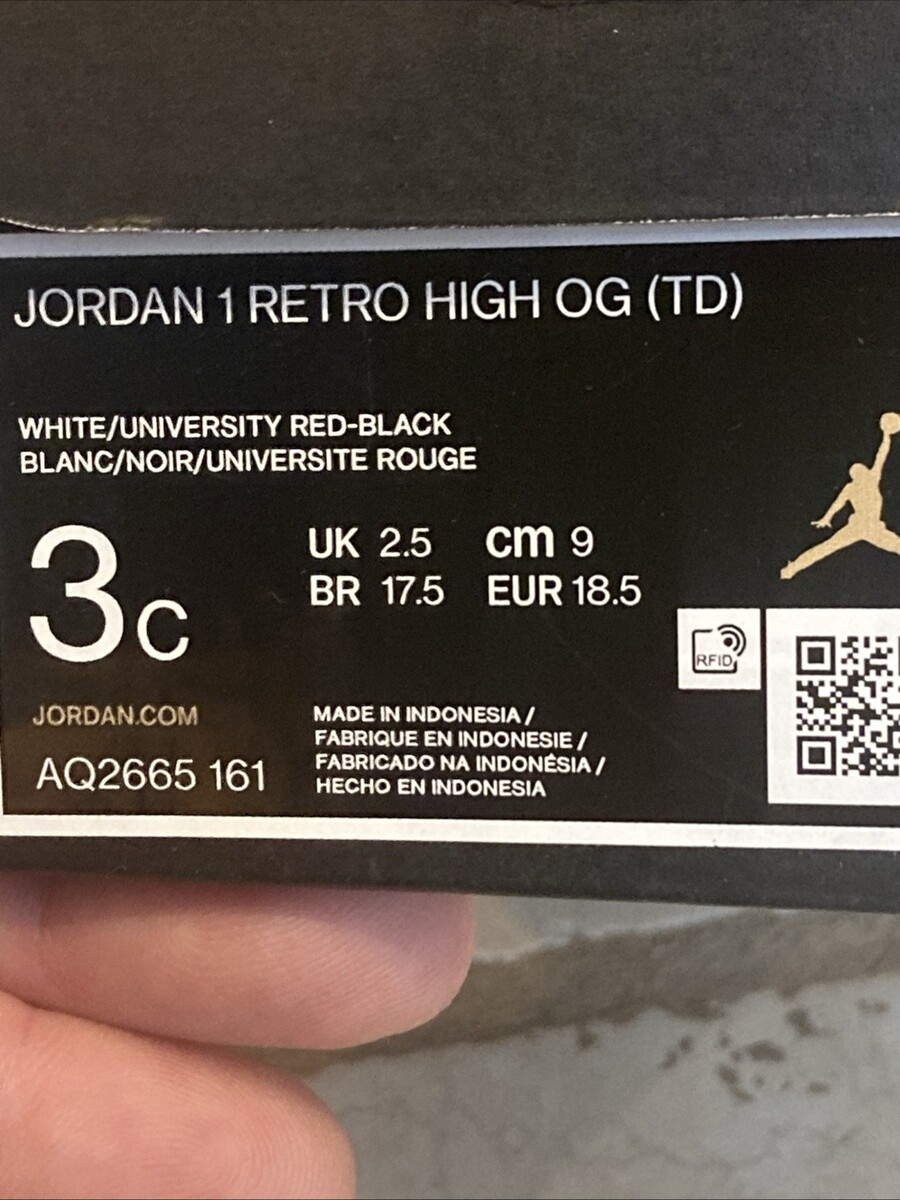 JORDAN 1 RETRO HIGH OG (TD)
WHITE/UNIVERSITY RED-BLACK
BLANC/NOIR/UNIVERSITE ROUGE
3C
UK 2.5 cm 9
BR 17.5 EUR 18.5
RFID
JORDAN.COM
AQ2665 161
MADE IN INDONESIA /
FABRIQUE EN INDONESIE /
FABRICADO NA INDONÉSIA /
HECHO EN INDONESIA